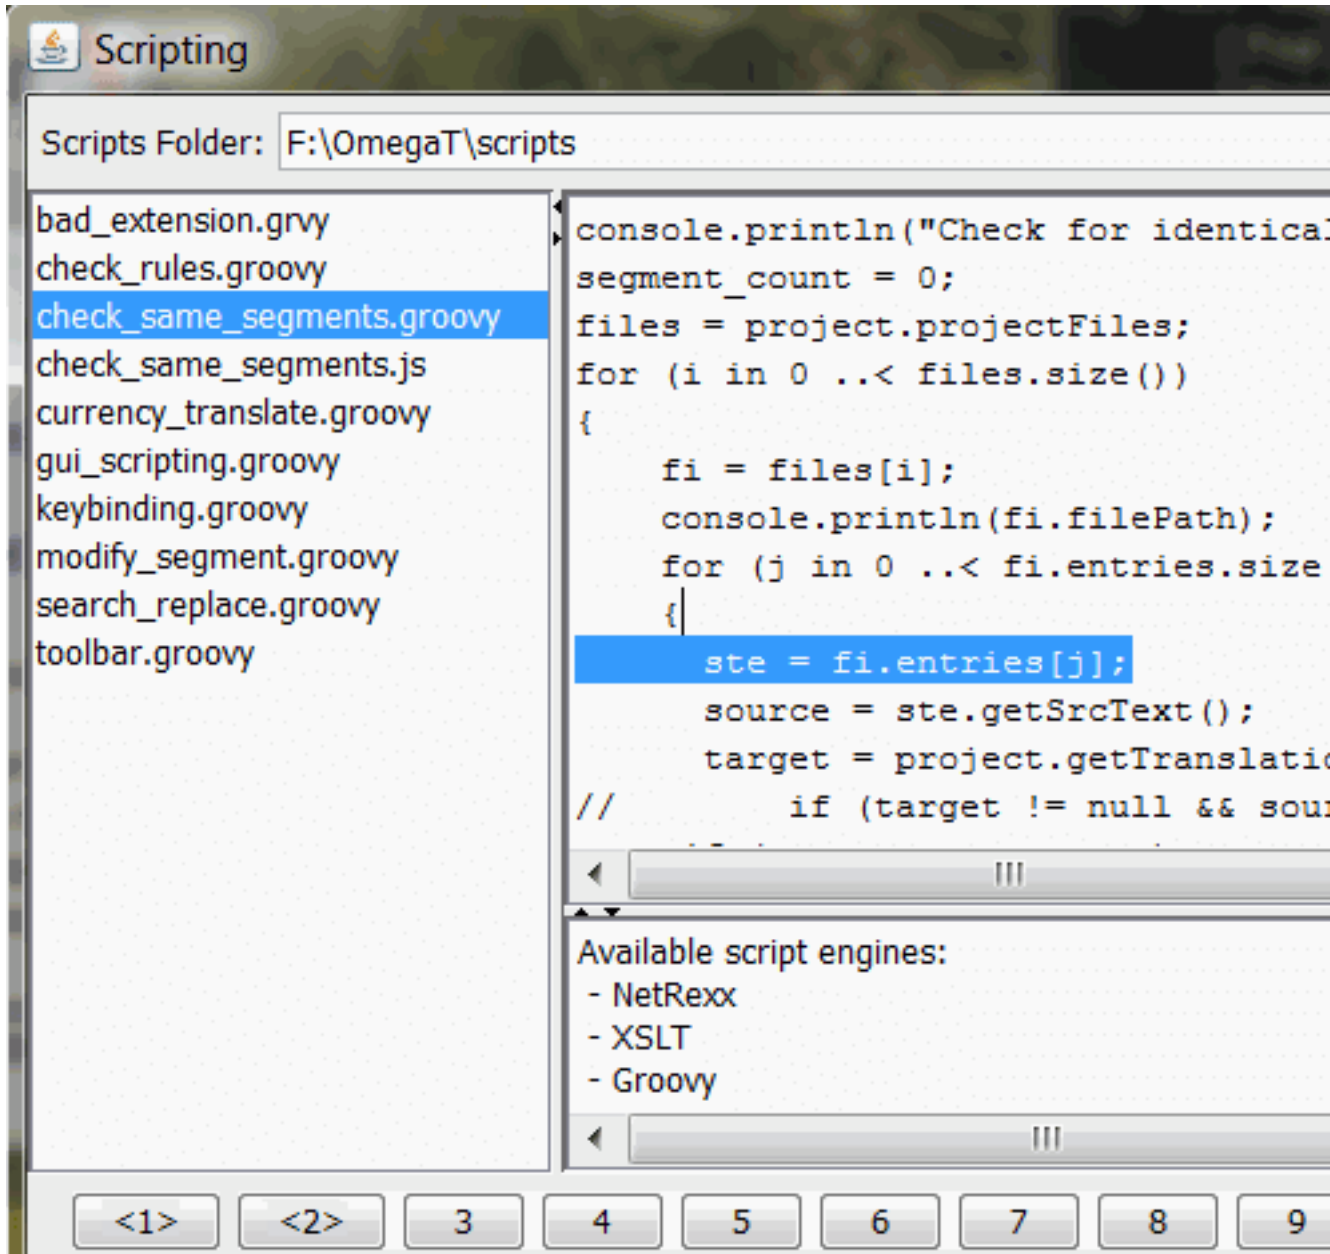 Scripting
Scripts Folder: F:\OmegaT\scripts
bad_extension.grvy
check_rules.groovy
check_same_segments.groovy
check_same_segments.js
currency_translate.groovy
gui_scripting.groovy
keybinding.groovy
modify_segment.groovy
search_replace.groovy
toolbar.groovy
console.println("Check for identical
segment_count = 0;
files = project.projectFiles;
for (i in 0 ..< files.size())
{
fi = files[i];
console.println(fi.filePath);
for (j in 0 ..< fi.entries.size
{
ste = fi.entries[j];
source = ste.getSrcText();
target = project.
// if (target != null &&
Available script engines:
- NetRexx
- XSLT
- Groovy
<1> <2> 3 4 5 6 7 8 9